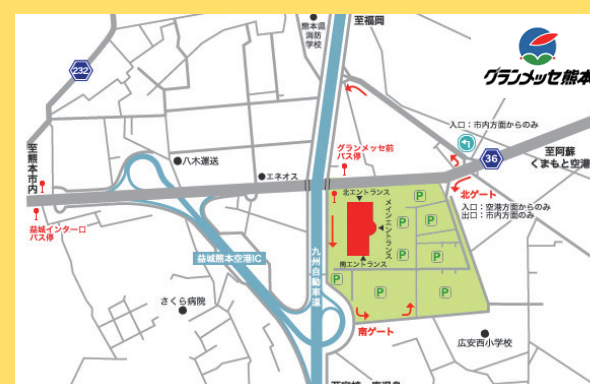 熊本県
消防
学校
至福岡
グランメッセ熊本
232
入口：市内方面からのみ
グランメッセ前
バス停
八木運送
エネオス
36
至阿蘇
くまもと空港
至熊本市内
益城インター口
バス停
北エントランス
メインエントランス
南エントランス
北ゲート
入口：空港方面からのみ
出口：市内方面のみ
P
P
P
P
P
P
P
P
P
P
益城熊本空港IC
九州自動車道
さくら病院
南ゲート
広安西小学校